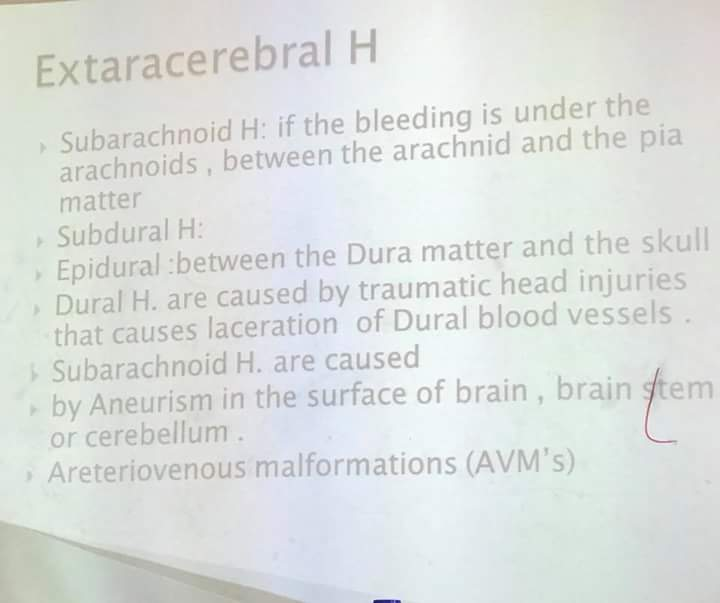 Extaracerebral H
Subarachnoid H: if the bleeding is under the
arachnoids , between the arachnid and the pia
matter
Subdural H:
Epidural :between the Dura matter and the skull
Dural H. are caused by traumatic head injuries
that causes laceration of Dural blood vessels .
Subarachnoid H. are caused
by Aneurism in the surface of brain , brain stem
or cerebellum .
Areteriovenous malformations (AVM's)